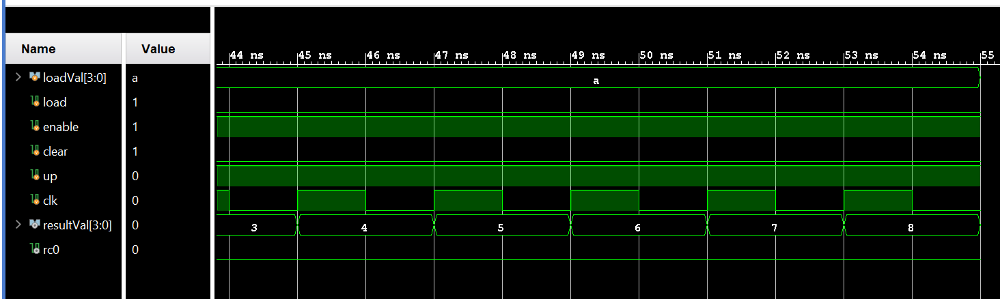 Name Value
44 ns 45 ns 46 ns 47 ns 48 ns 49 ns 50 ns 51 ns 52 ns 53 ns 54 ns 55
loadVal[3:0] a a
load 1
enable 1
clear 1
up 0
clk 0
resultVal[3:0] 0 3 4 5 6 7 8
rc0 0